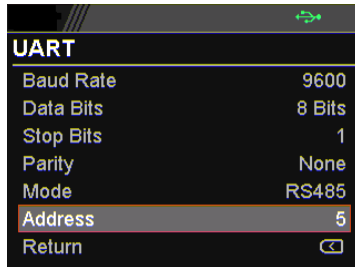 UART
Baud Rate 9600
Data Bits 8 Bits
Stop Bits 1
Parity None
Mode RS485
Address 5
Return